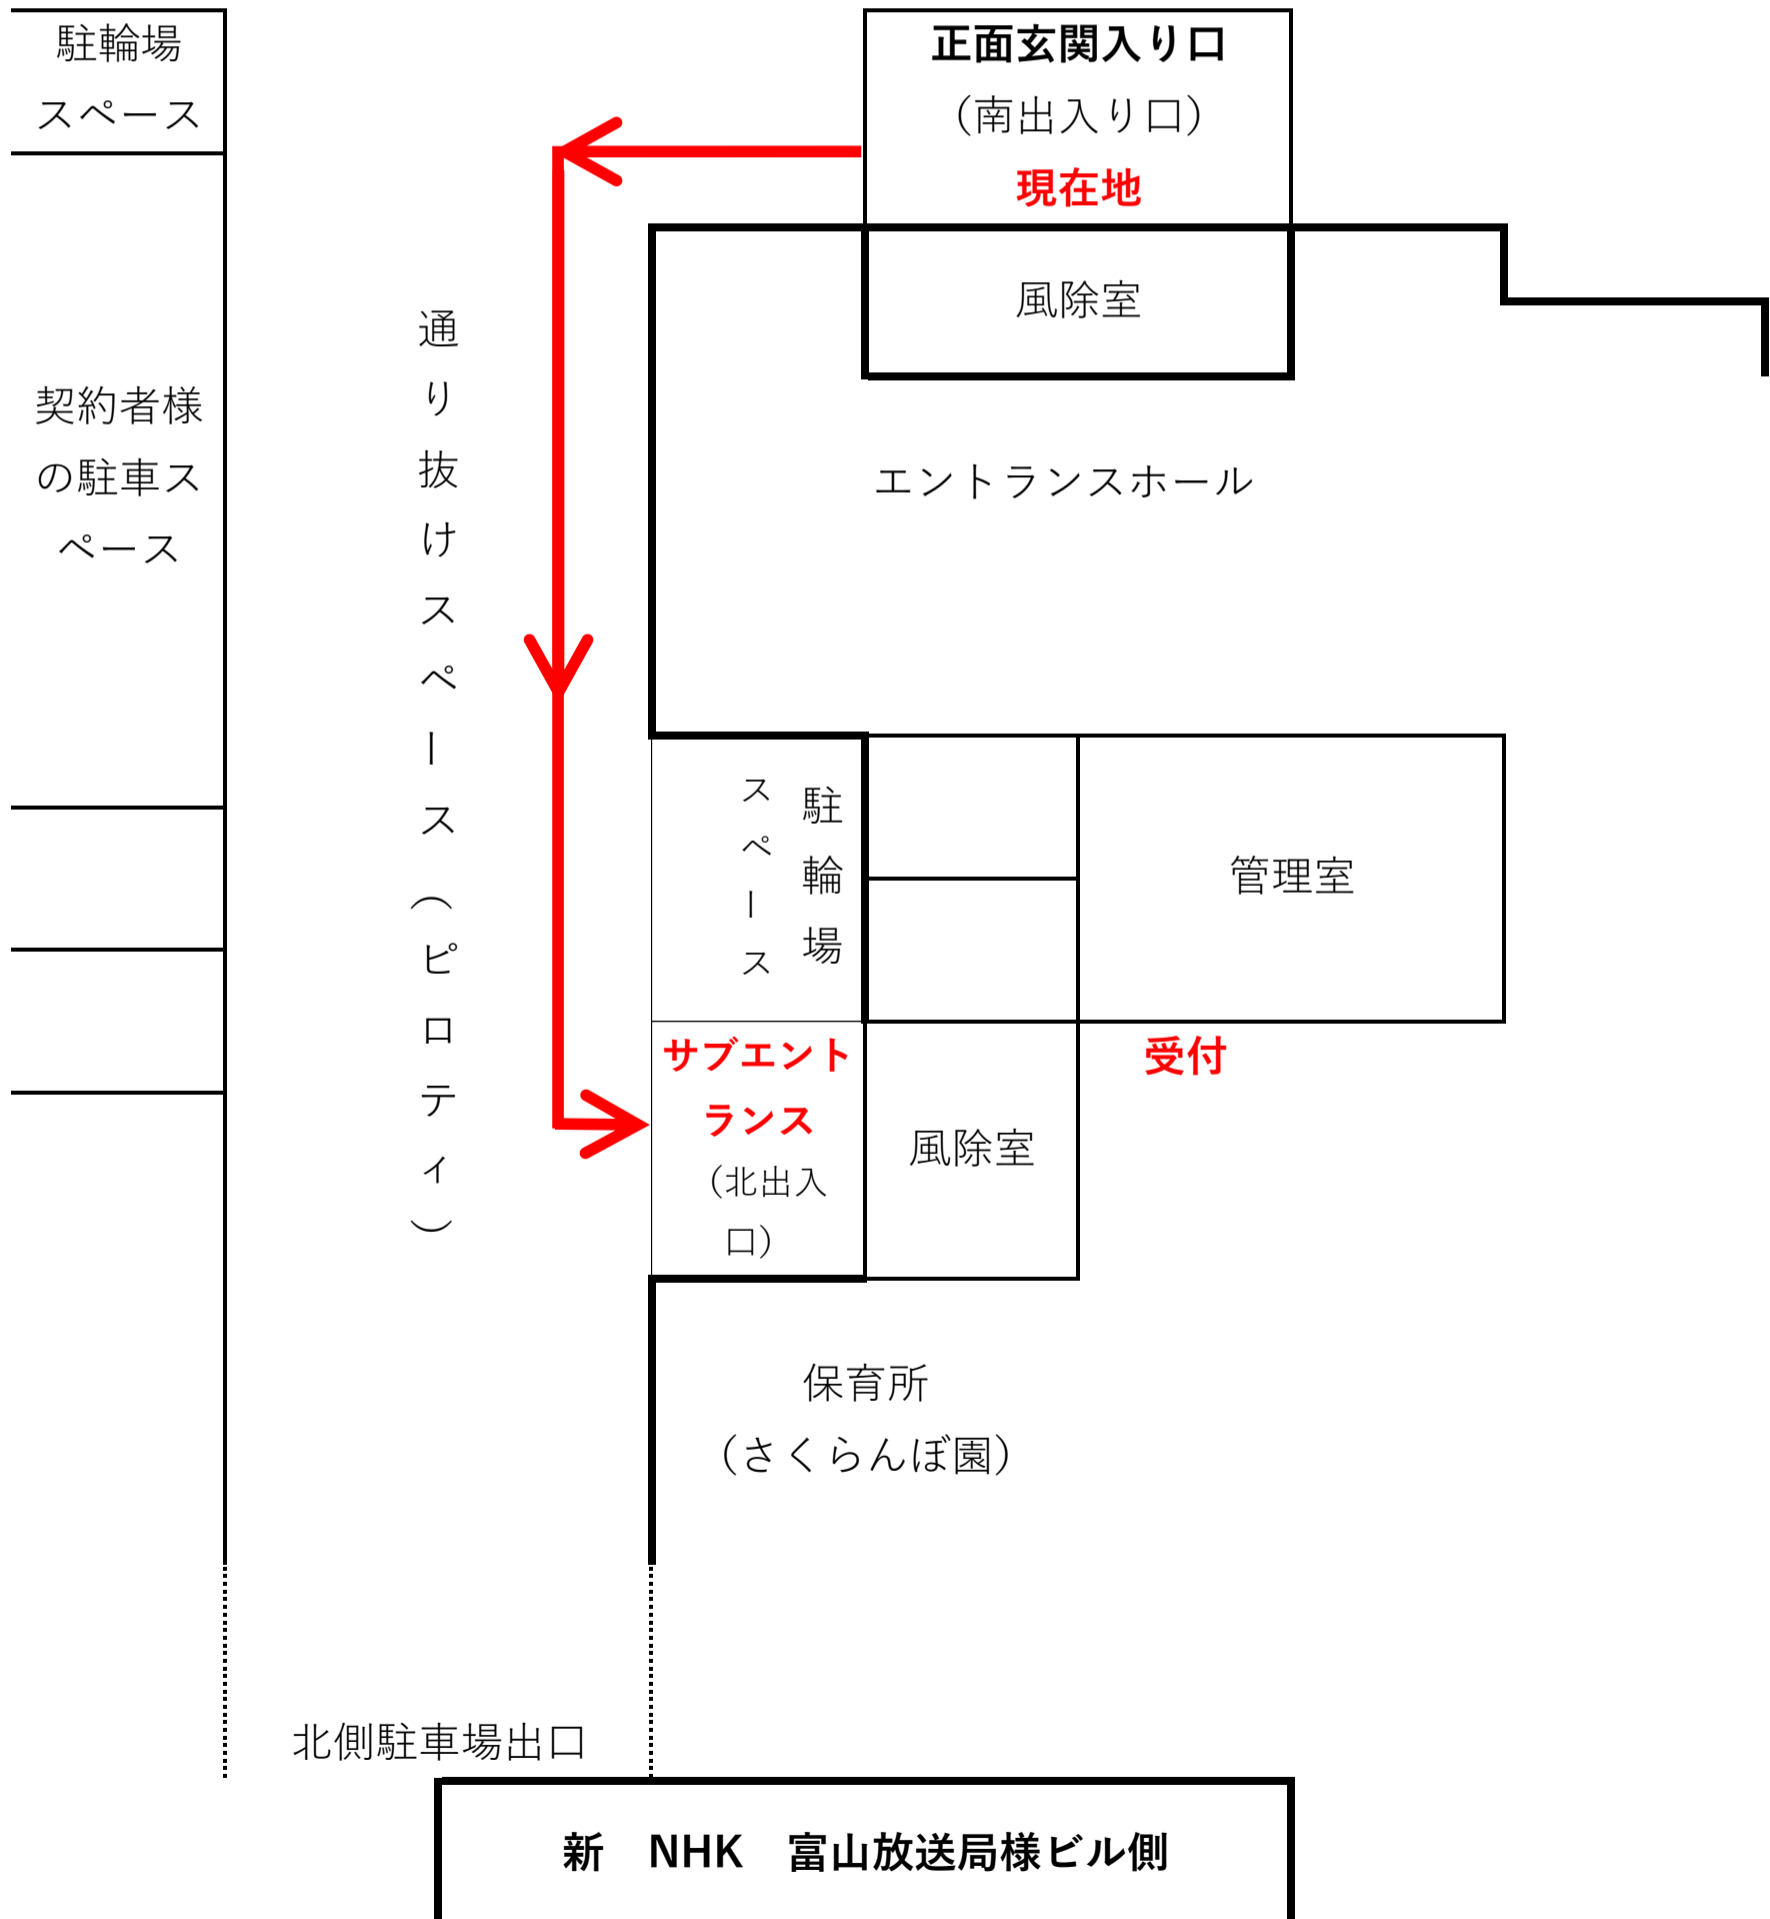 駐輪場
スペース
正面玄関入り口
（南出入り口）
現在地
風除室
契約者様
の駐車ス
ペース
通り抜けスペース（ピロティ）
エントランスホール
駐輪場
スペース
管理室
サブエント
ランス
（北出入
口）
受付
風除室
保育所
（さくらんぼ園）
北側駐車場出口
新　NHK　富山放送局様ビル側